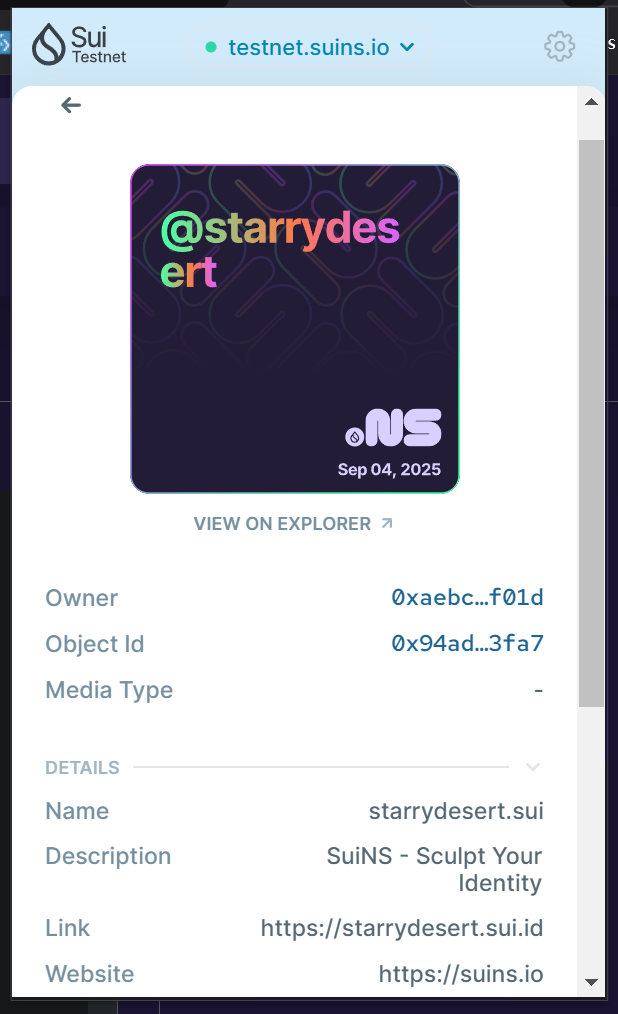 Sui
Testnet
testnet.suins.io
s
@starrydes
ert
NS
Sep 04, 2025
VIEW ON EXPLORER
Owner 0xaebc…f01d
Object Id 0x94ad…3fa7
Media Type -
DETAILS
Name starrydesert.sui
Description SuiNS - Sculpt Your
Identity
Link https://starrydesert.sui.id
Website https://suins.io